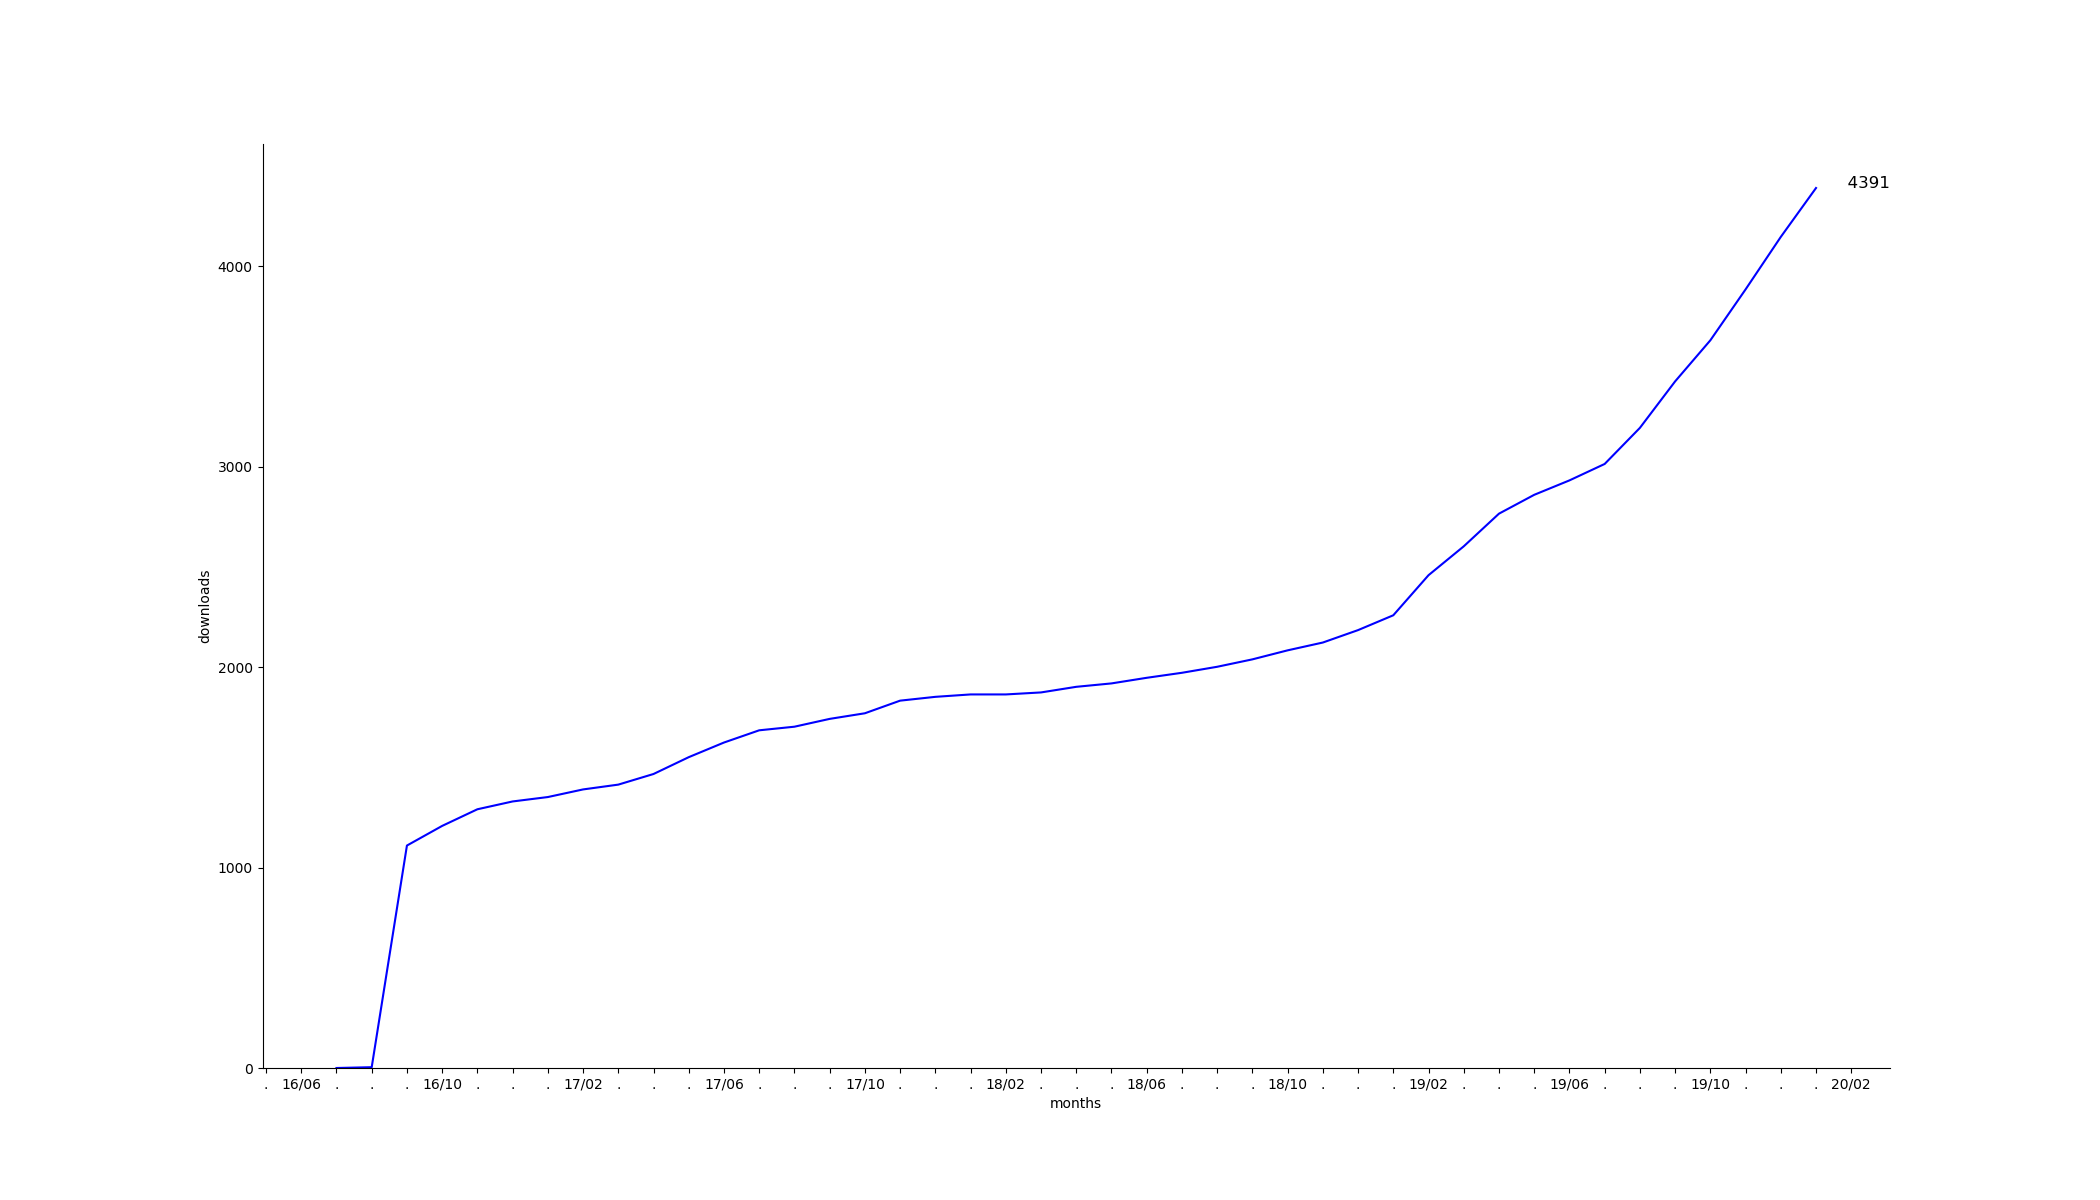 4391
4000
3000
2000
1000
0
downloads
. 16/06 . . . 16/10 . . . 17/02 . . . 17/06 . . . 17/10 . . . 18/02 . . . 18/06 . . . 18/10 . . . 19/02 . . . 19/06 . . . 19/10 . . . 20/02
months